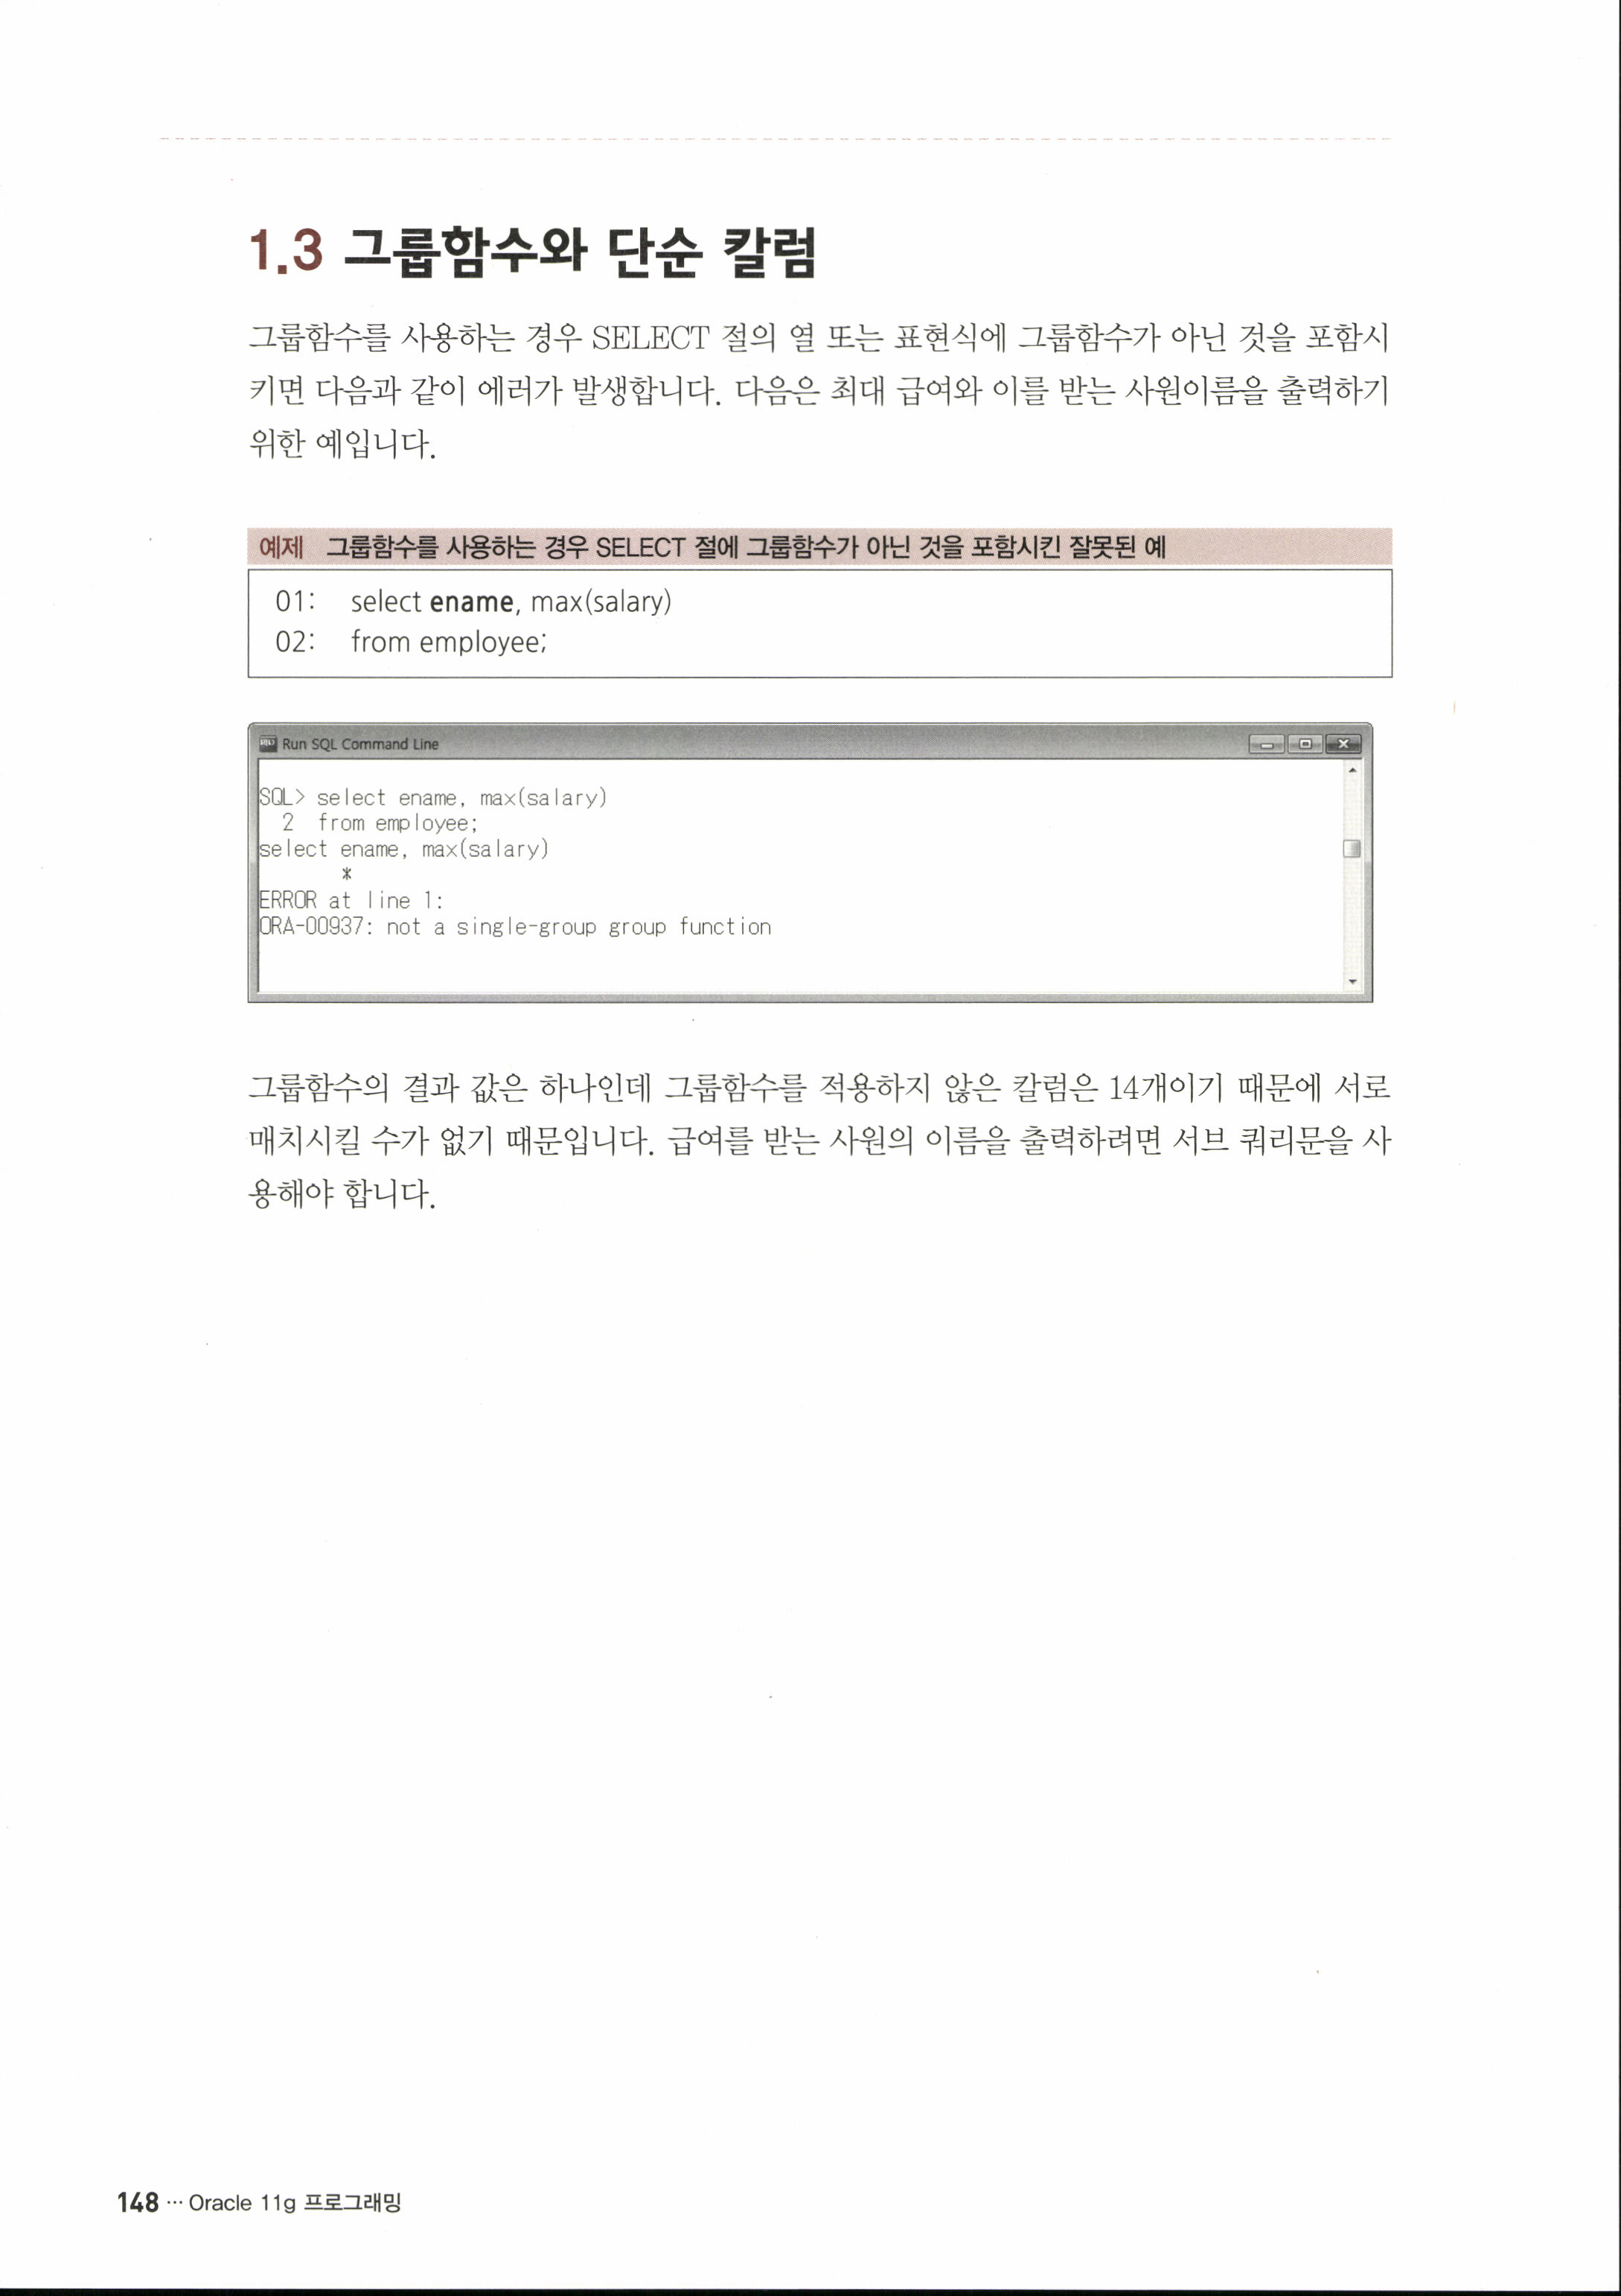 1.3 그룹함수와 단순 칼럼
그룹함수를 사용하는 경우 SELECT 절의 열 또는 표현식에 그룹함수가 아닌 것을 포함시
키면 다음과 같이 에러가 발생합니다. 다음은 최대 급여와 이를 받는 사원이름을 출력하기
위한 예입니다.
예제 그룹함수를 사용하는 경우 SELECT 절에 그룹함수가 아닌 것을 포함시킨 잘못된 예
01: select ename, max(salary)
02: from employee;
Run SQL Command Line
SQL> select ename, max(salary)
2 from employee;
select ename, max(salary)
*
ERROR at line 1:
ORA-00937: not a single-group group function
그룹함수의 결과 값은 하나인데 그룹함수를 적용하지 않은 칼럼은 14개이기 때문에 서로
매치시킬 수가 없기 때문입니다. 급여를 받는 사원의 이름을 출력하려면 서브 쿼리문을 사
용해야 합니다.
148 ··· Oracle 11g 프로그래밍